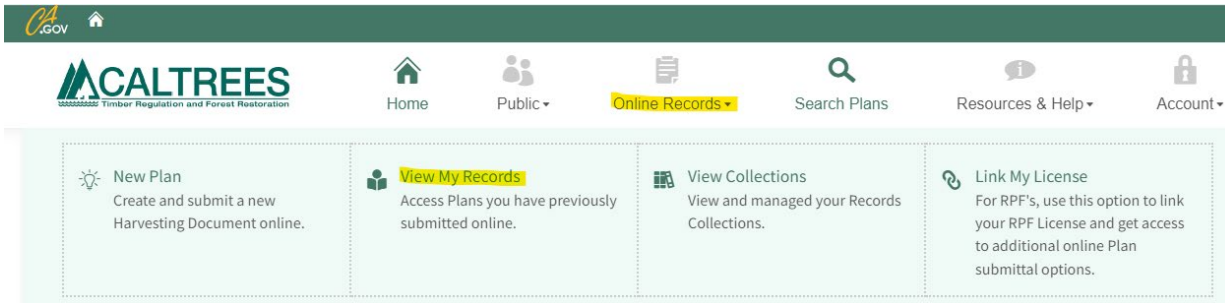 CA.GOV
CALTREES
Timber Regulation and Forest Restoration
Home
Public
Online Records
Search Plans
Resources & Help
Account
New Plan
Create and submit a new
Harvesting Document online.
View My Records
Access Plans you have previously
submitted online.
View Collections
View and managed your Records
Collections.
Link My License
For RPF's, use this option to link
your RPF License and get access
to additional online Plan
submittal options.